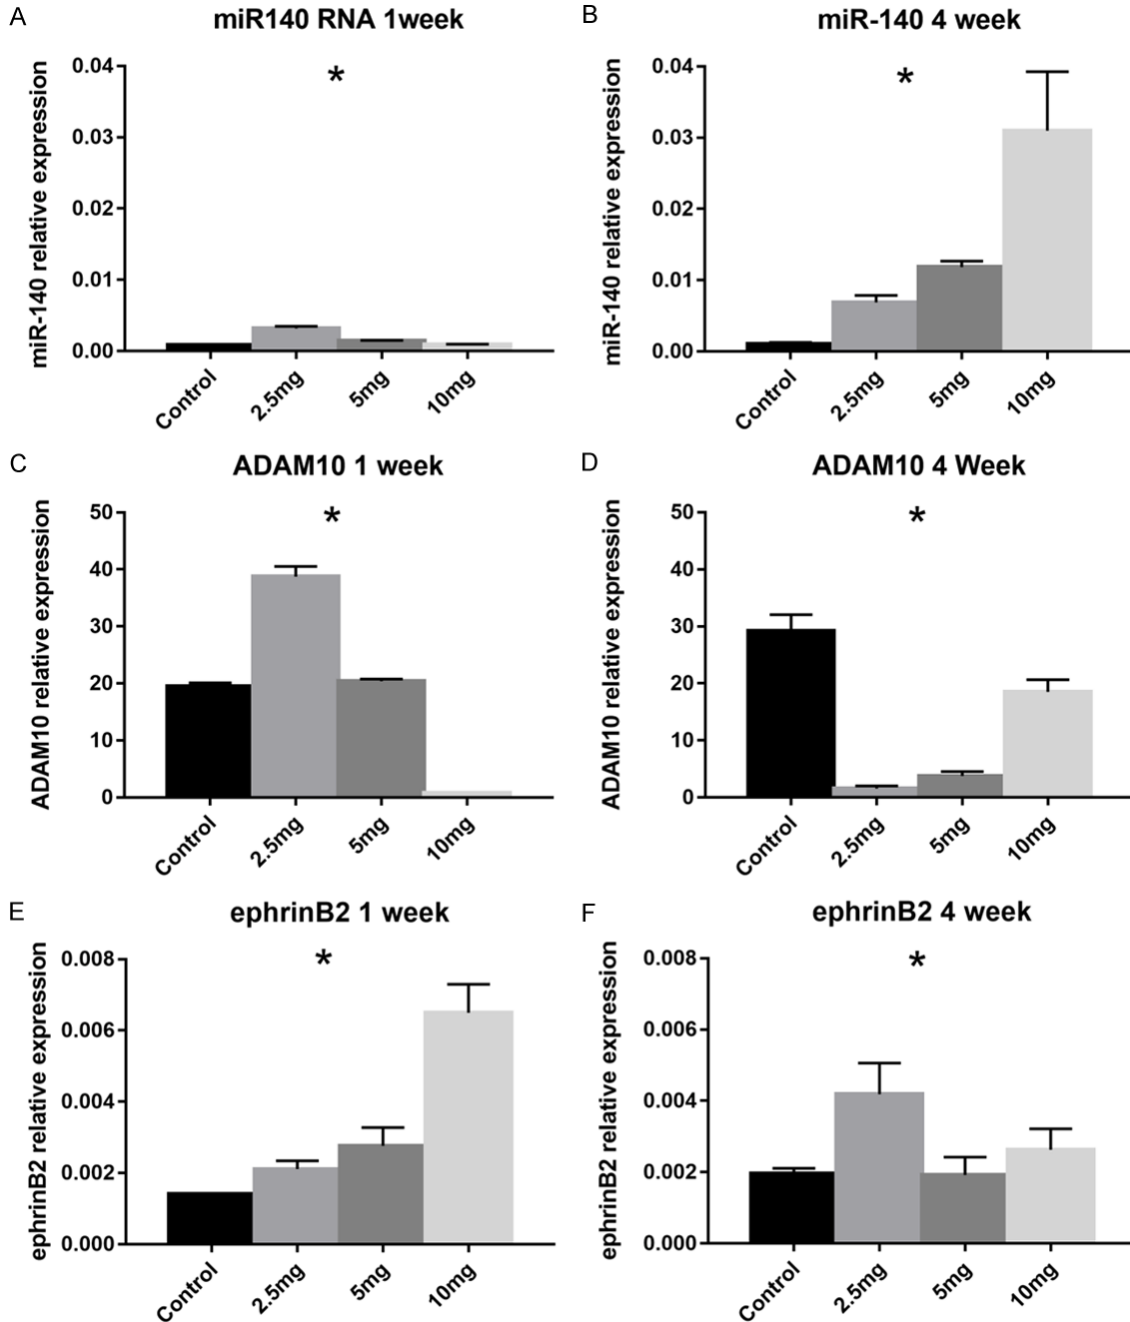 A
miR140 RNA 1week
miR-140 relative expression
0.04
0.03
0.02
0.01
0.00
*
Control
2.5mg
5mg
10mg
B
miR-140 4 week
miR-140 relative expression
0.04
0.03
0.02
0.01
0.00
*
Control
2.5mg
5mg
10mg
C
ADAM10 1 week
ADAM10 relative expression
50
40
30
20
10
0
*
Control
2.5mg
5mg
10mg
D
ADAM10 4 Week
ADAM10 relative expression
50
40
30
20
10
0
*
Control
2.5mg
5mg
10mg
E
ephrinB2 1 week
ephrinB2 relative expression
0.008
0.006
0.004
0.002
0.000
*
Control
2.5mg
5mg
10mg
F
ephrinB2 4 week
ephrinB2 relative expression
0.008
0.006
0.004
0.002
0.000
*
Control
2.5mg
5mg
10mg